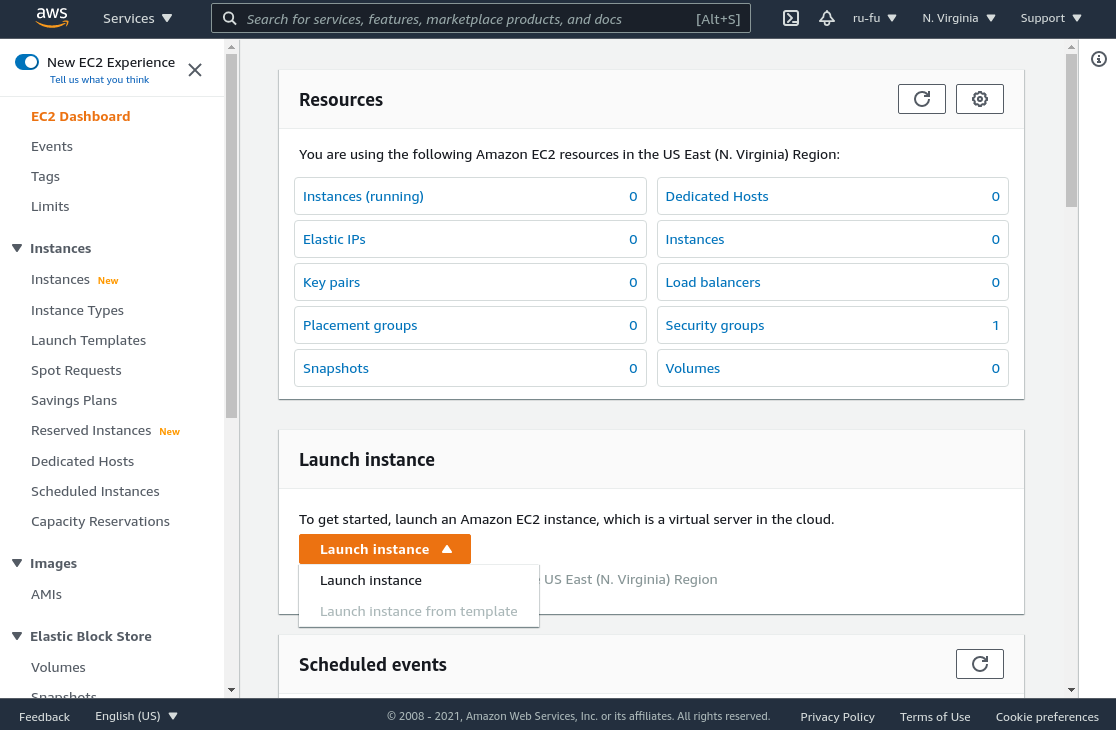 aws
Services
Search for services, features, marketplace products, and docs [Alt+S]
ru-fu
N. Virginia
Support
New EC2 Experience
Tell us what you think
EC2 Dashboard
Events
Tags
Limits
Instances
Instances New
Instance Types
Launch Templates
Spot Requests
Savings Plans
Reserved Instances New
Dedicated Hosts
Scheduled Instances
Capacity Reservations
Images
AMIs
Elastic Block Store
Volumes
Snapshots
Resources
You are using the following Amazon EC2 resources in the US East (N. Virginia) Region:
Instances (running) 0
Dedicated Hosts 0
Elastic IPs 0
Instances 0
Key pairs 0
Load balancers 0
Placement groups 0
Security groups 1
Snapshots 0
Volumes 0
Launch instance
To get started, launch an Amazon EC2 instance, which is a virtual server in the cloud.
Launch instance
Launch instance
US East (N. Virginia) Region
Launch instance from template
Scheduled events
Feedback
English (US)
© 2008 - 2021, Amazon Web Services, Inc. or its affiliates. All rights reserved.
Privacy Policy
Terms of Use
Cookie preferences